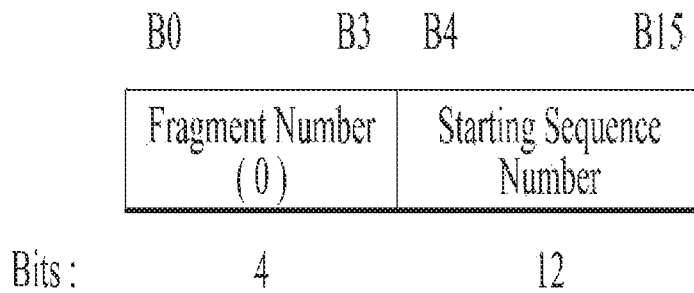 B0 B3 B4 B15
Fragment Number Starting Sequence
( 0 ) Number
Bits : 4 12